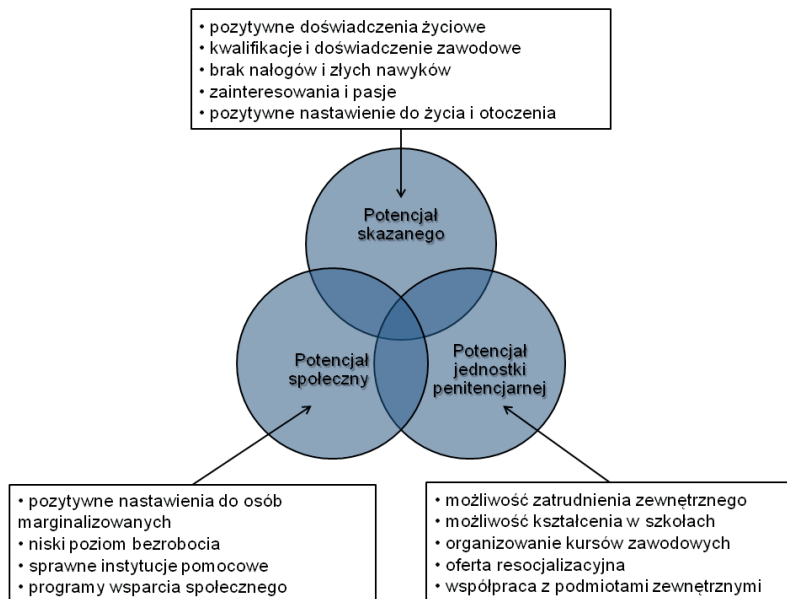 • pozytywne doświadczenia życiowe
• kwalifikacje i doświadczenie zawodowe
• brak nałogów i złych nawyków
• zainteresowania i pasje
• pozytywne nastawienie do życia i otoczenia
Potencjał
skazanego
Potencjał
społeczny
Potencjał
jednostki
penitencjarnej
• pozytywne nastawienia do osób
marginalizowanych
• niski poziom bezrobocia
• sprawne instytucje pomocowe
• programy wsparcia społecznego
• możliwość zatrudnienia zewnętrznego
• możliwość kształcenia w szkołach
• organizowanie kursów zawodowych
• oferta resocjalizacyjna
• współpraca z podmiotami zewnętrznymi